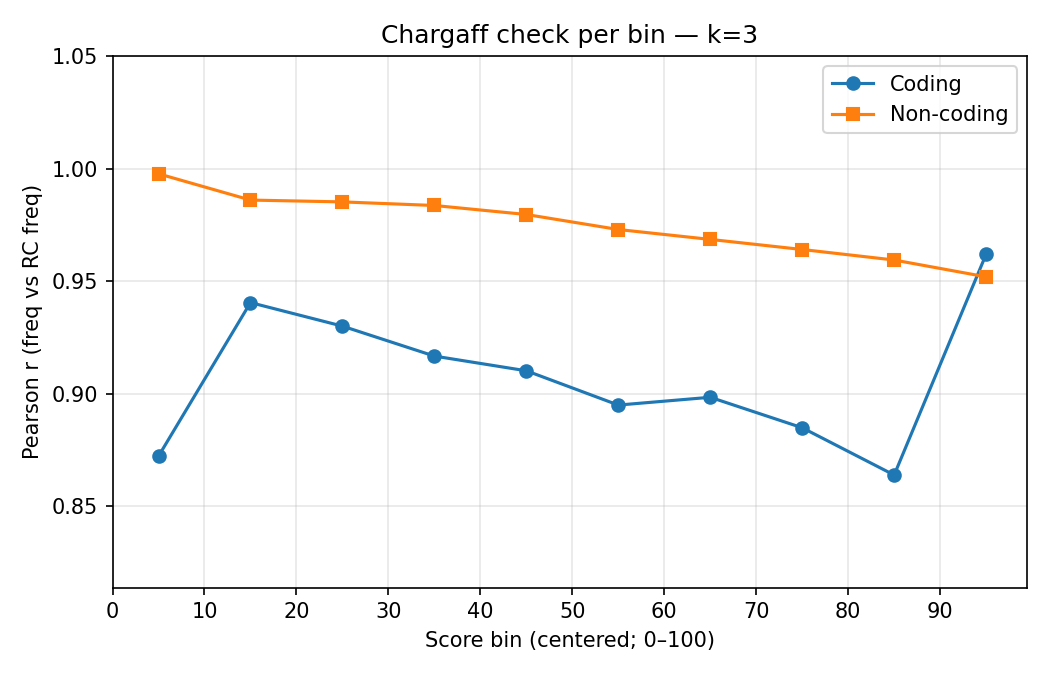 Chargaff check per bin — k=3
Coding
Non-coding
1.05
1.00
0.95
0.90
0.85
Pearson r (freq vs RC freq)
0 10 20 30 40 50 60 70 80 90
Score bin (centered; 0–100)